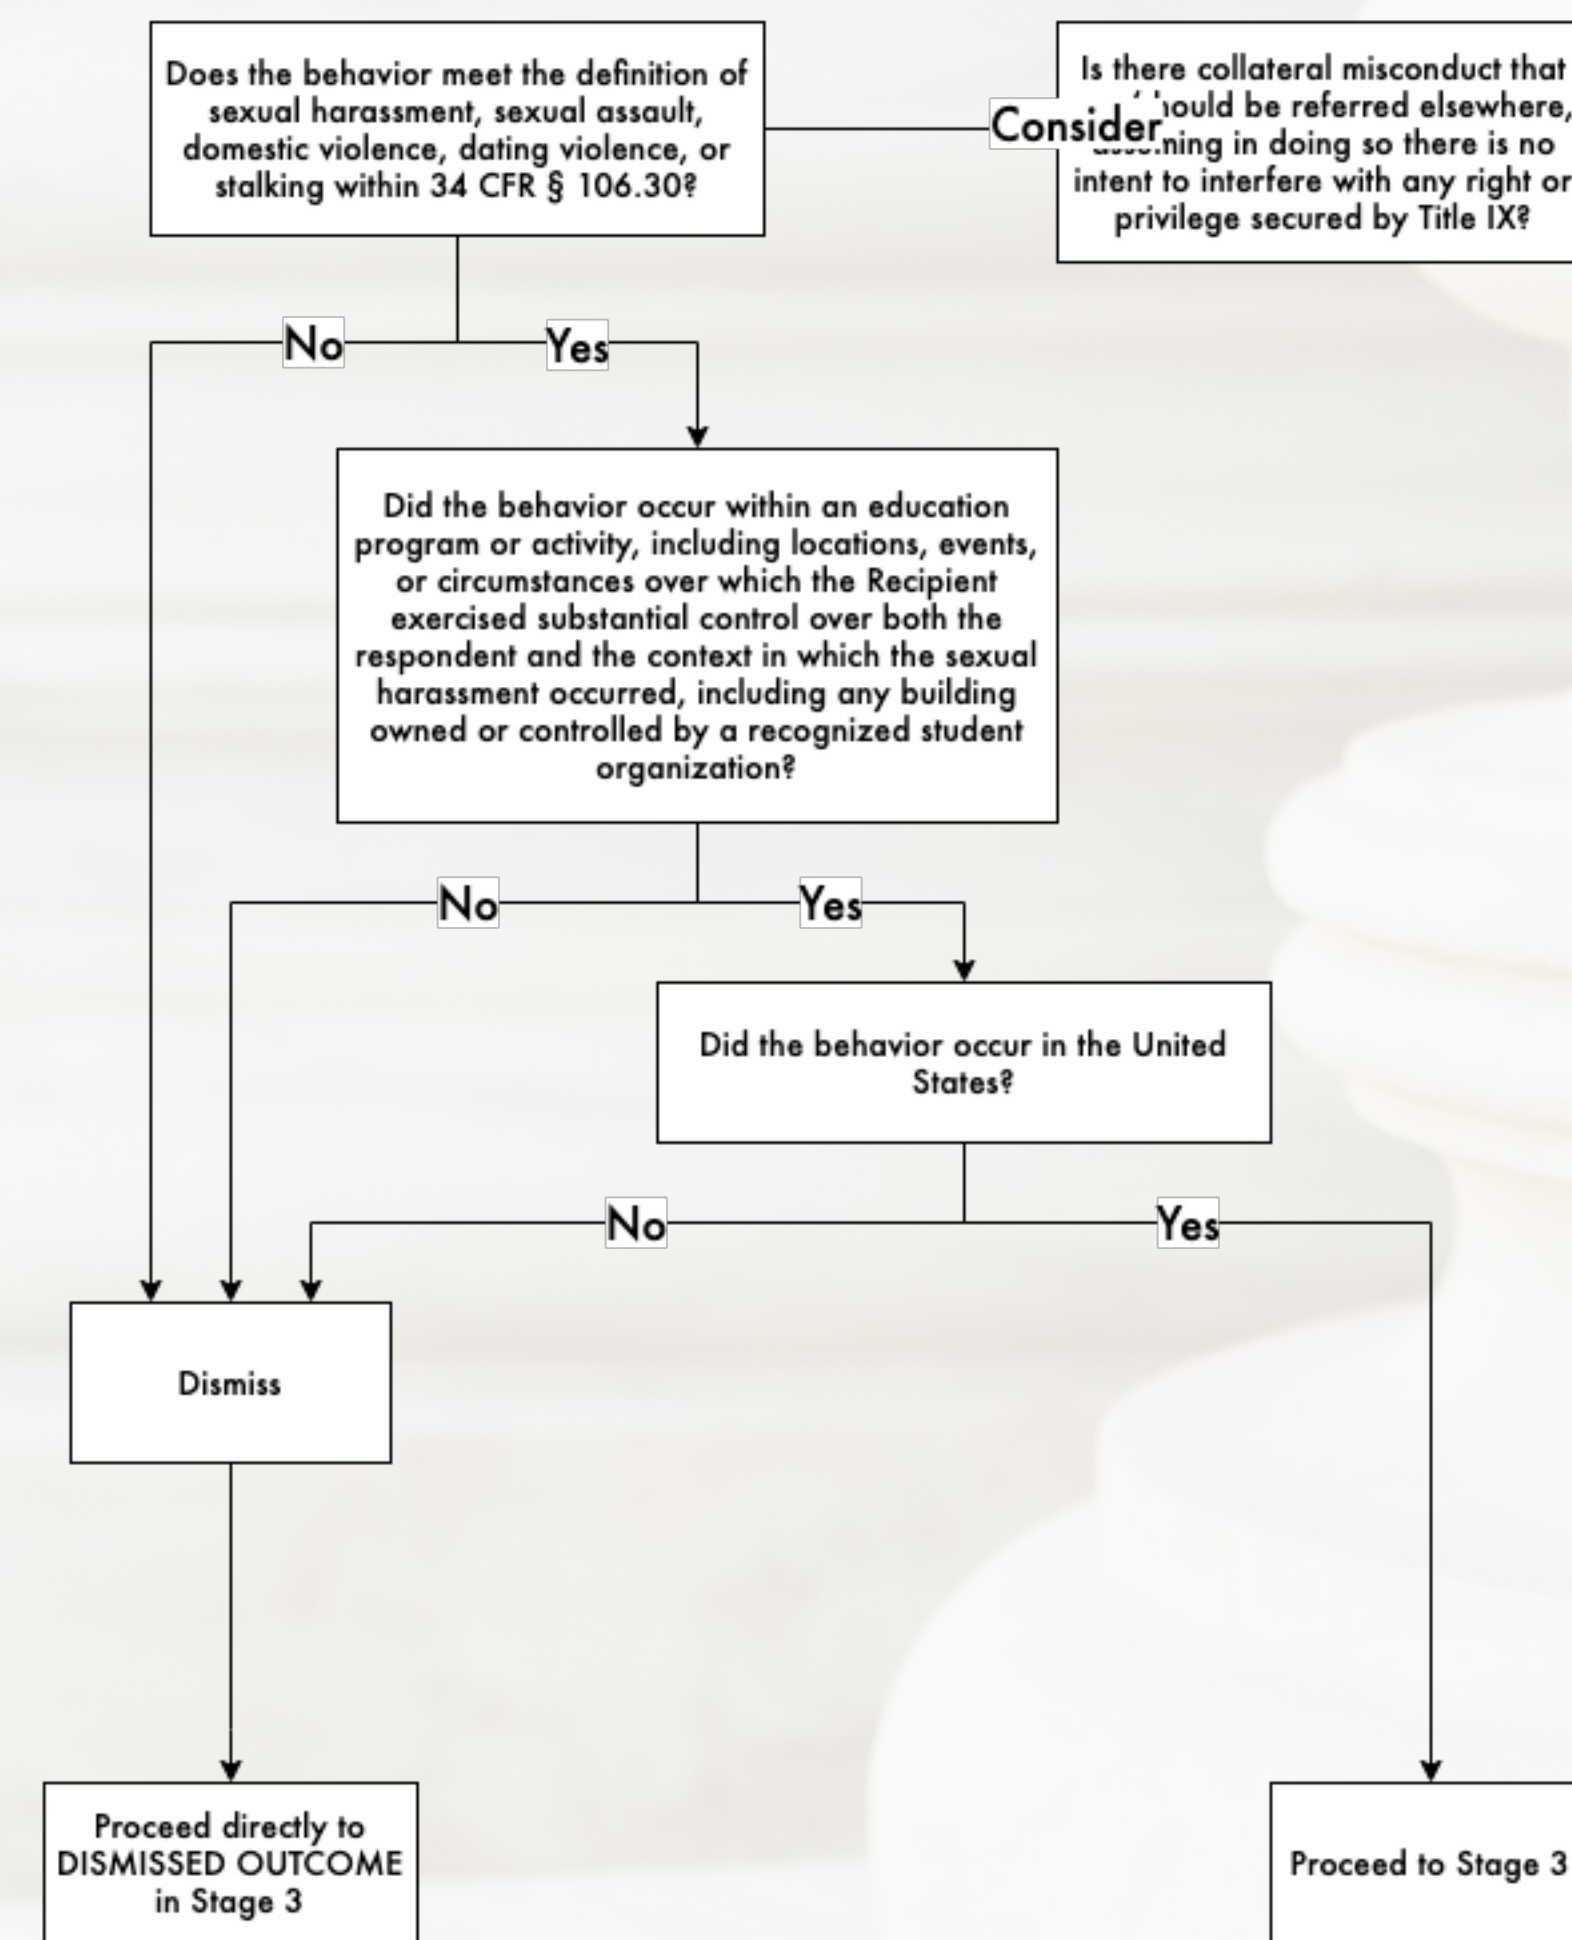 Does the behavior meet the definition of
sexual harassment, sexual assault,
domestic violence, dating violence, or
stalking within 34 CFR § 106.30?
Consider
Is there collateral misconduct that
should be referred elsewhere,
in doing so there is no
intent to interfere with any right or
privilege secured by Title IX?
No
Yes
Did the behavior occur within an education
program or activity, including locations, events,
or circumstances over which the Recipient
exercised substantial control over both the
respondent and the context in which the sexual
harassment occurred, including any building
owned or controlled by a recognized student
organization?
No
Yes
Did the behavior occur in the United
States?
No
Yes
Dismiss
Proceed directly to
DISMISSED OUTCOME
in Stage 3
Proceed to Stage 3